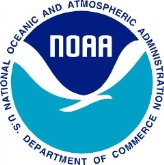 NATIONAL OCEANIC AND ATMOSPHERIC ADMINISTRATION
NOAA
U.S. DEPARTMENT OF COMMERCE